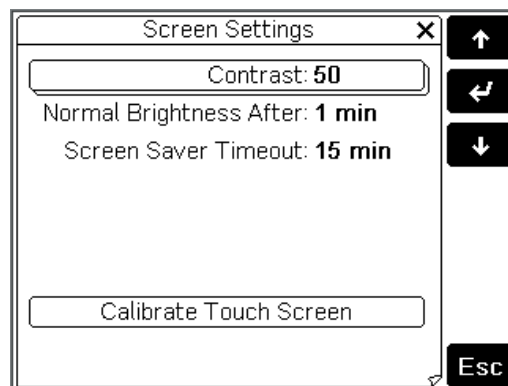 Screen Settings
Contrast: 50
Normal Brightness After: 1 min
Screen Saver Timeout: 15 min
Calibrate Touch Screen
Esc